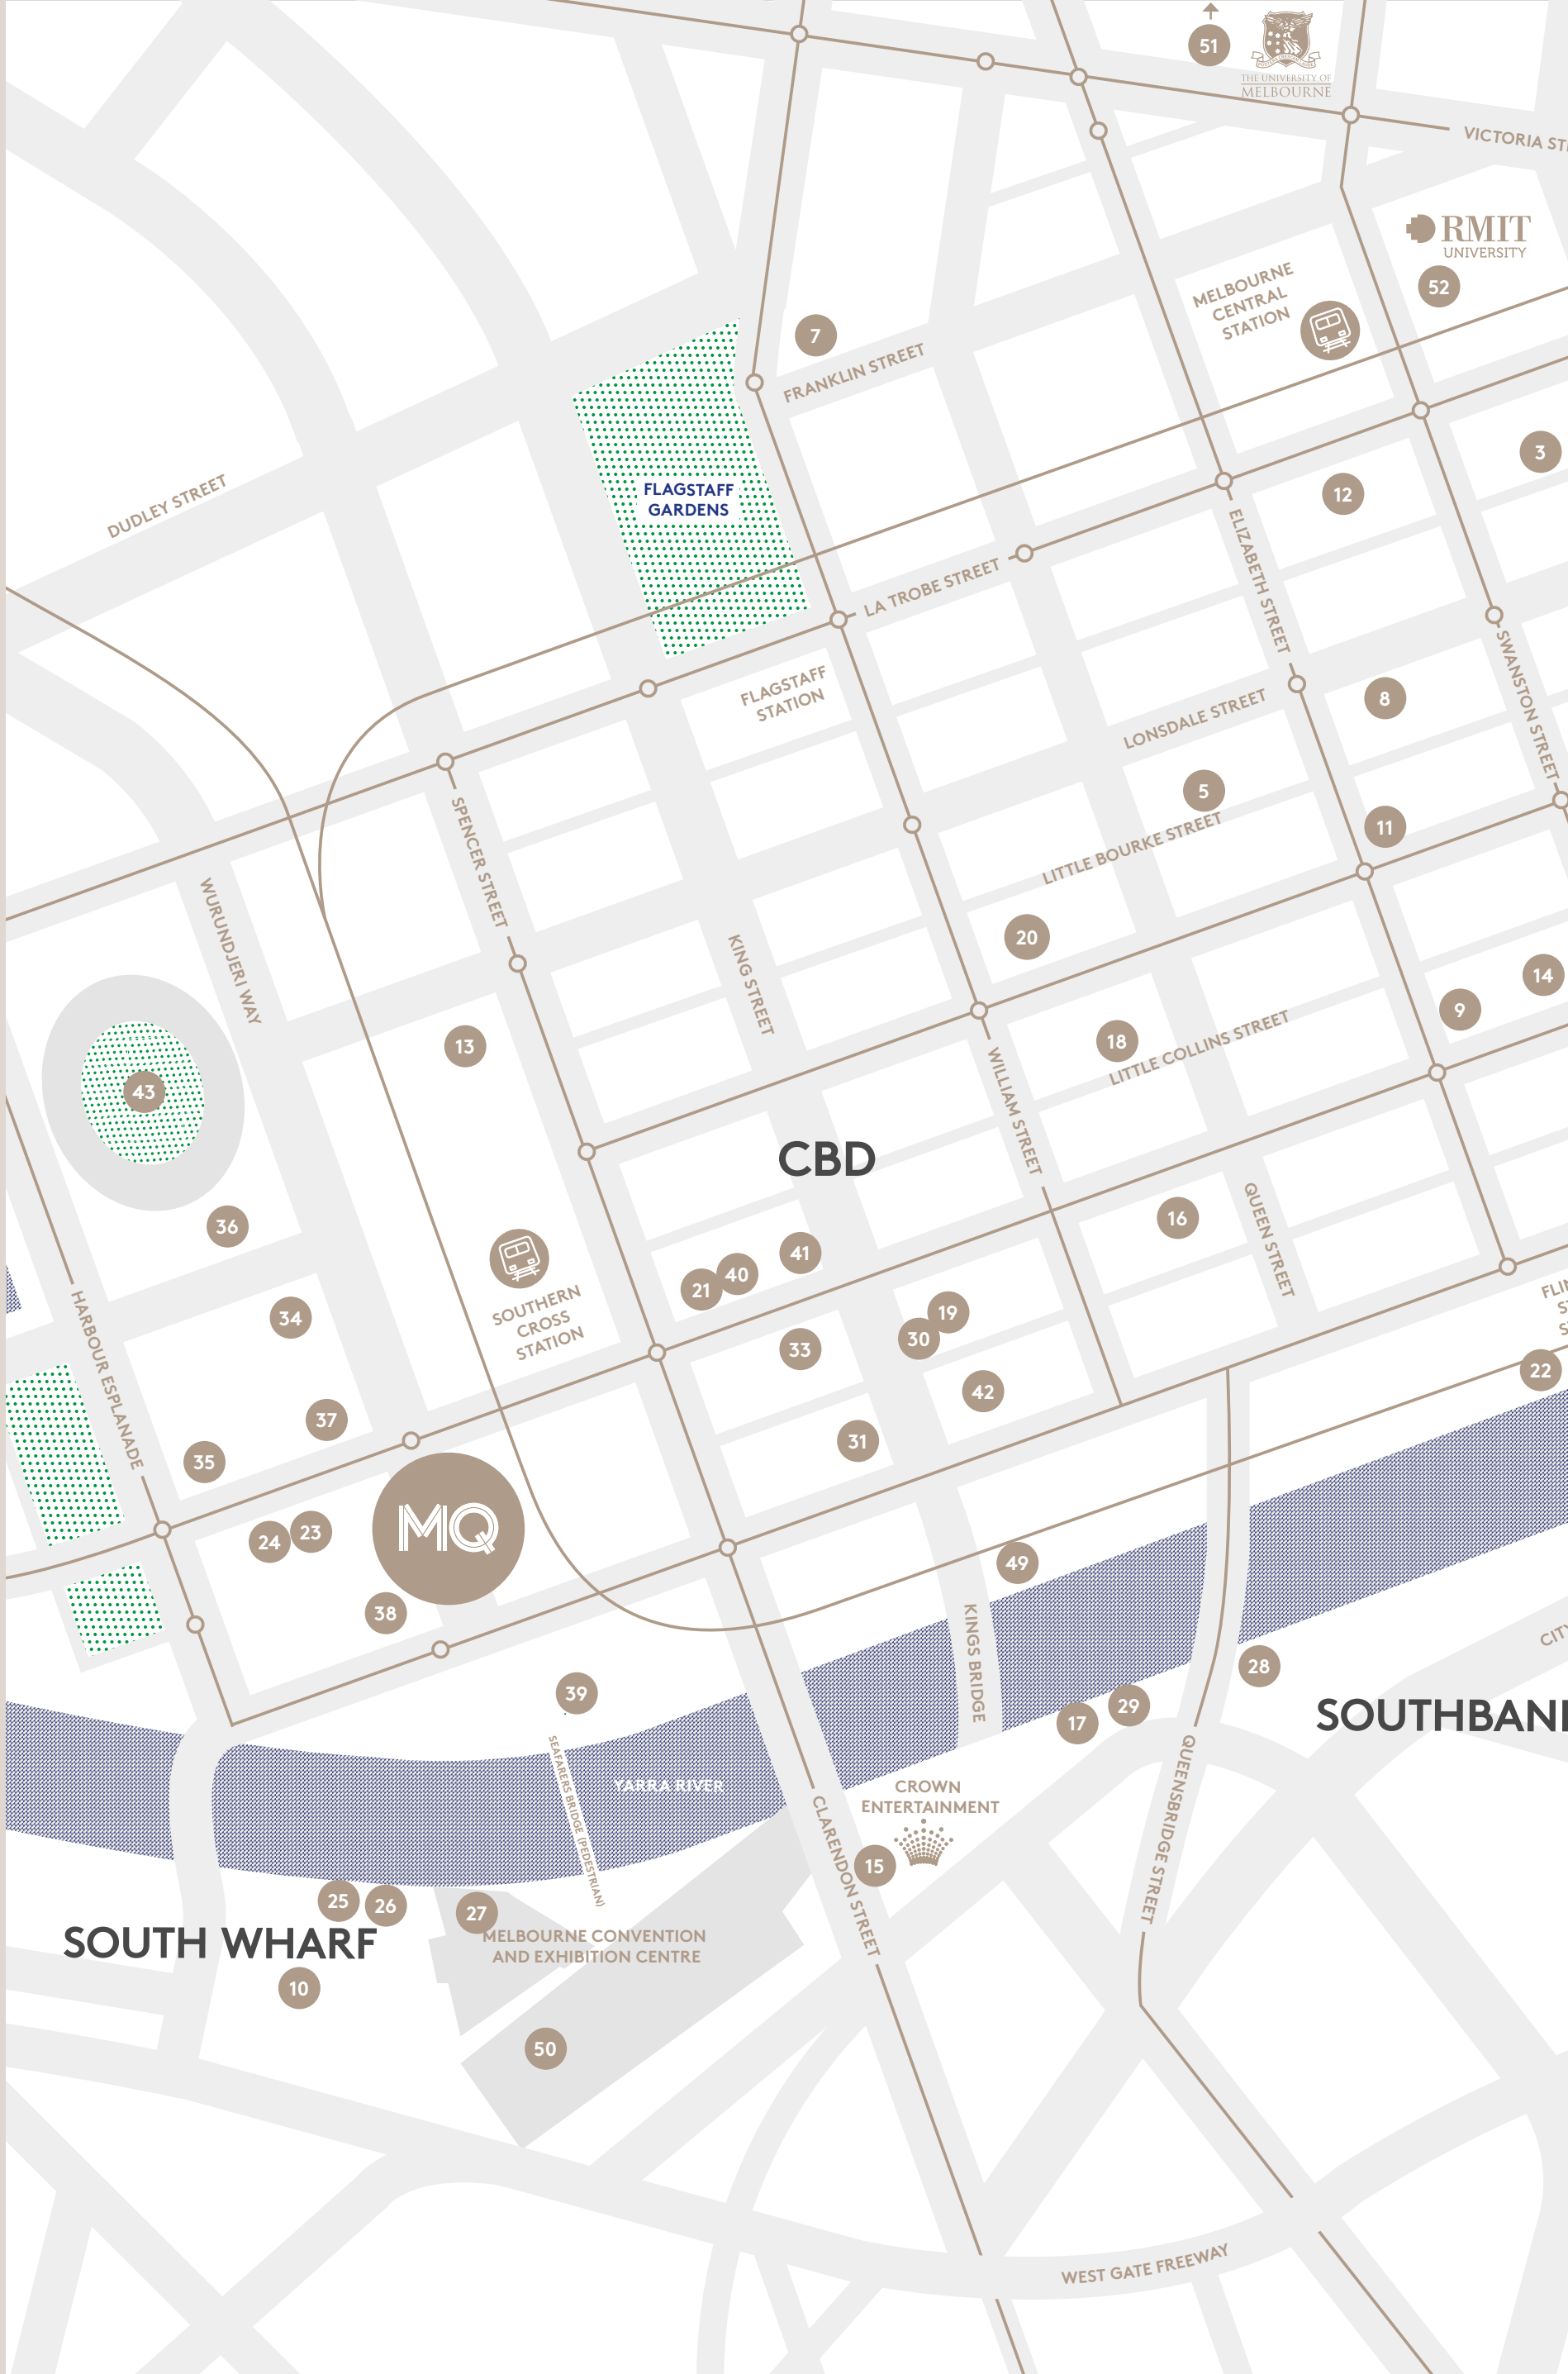 51
THE UNIVERSITY OF
MELBOURNE
VICTORIA ST
RMIT
UNIVERSITY
52
MELBOURNE
CENTRAL
STATION
7
FRANKLIN STREET
3
12
FLAGSTAFF
GARDENS
DUDLEY STREET
ELIZABETH STREET
LA TROBE STREET
SWANSTON STREET
FLAGSTAFF
STATION
8
LONSDALE STREET
5
SPENCER STREET
LITTLE BOURKE STREET
11
WURUNDJERI WAY
KING STREET
20
14
9
13
18
LITTLE COLLINS STREET
43
WILLIAM STREET
CBD
16
QUEEN STREET
36
41
40
21
SOUTHERN
CROSS
STATION
HARBOUR ESPLANADE
34
19
30
33
FLIN
S
S
22
42
37
31
35
MQ
24
23
49
38
KINGS BRIDGE
CITY
28
39
29
17
SOUTHBAN
SEAFARERS BRIDGE (PEDESTRIAN)
YARRA RIVER
CROWN
ENTERTAINMENT
QUEENSBRIDGE STREET
CLARENDON STREET
15
25
26
27
SOUTH WHARF
MELBOURNE CONVENTION
AND EXHIBITION CENTRE
10
50
WEST GATE FREEWAY